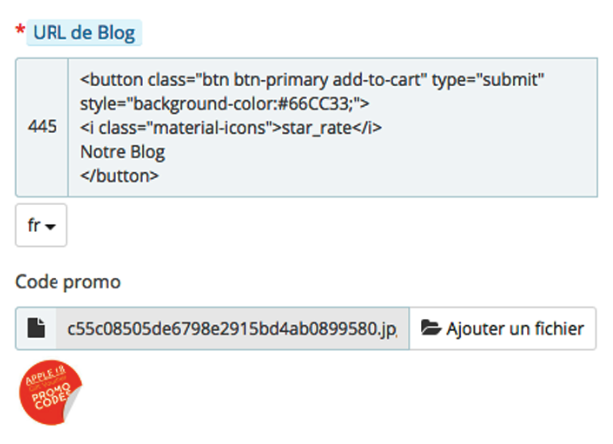 * URL de Blog
445
<button class="btn btn-primary add-to-cart" type="submit"
style="background-color:#66CC33;">
<i class="material-icons">star_rate</i>
Notre Blog
</button>
fr
Code promo
c55c08505de6798e2915bd4ab0899580.jp
Ajouter un fichier
APPLE 18
PROMO
CODES